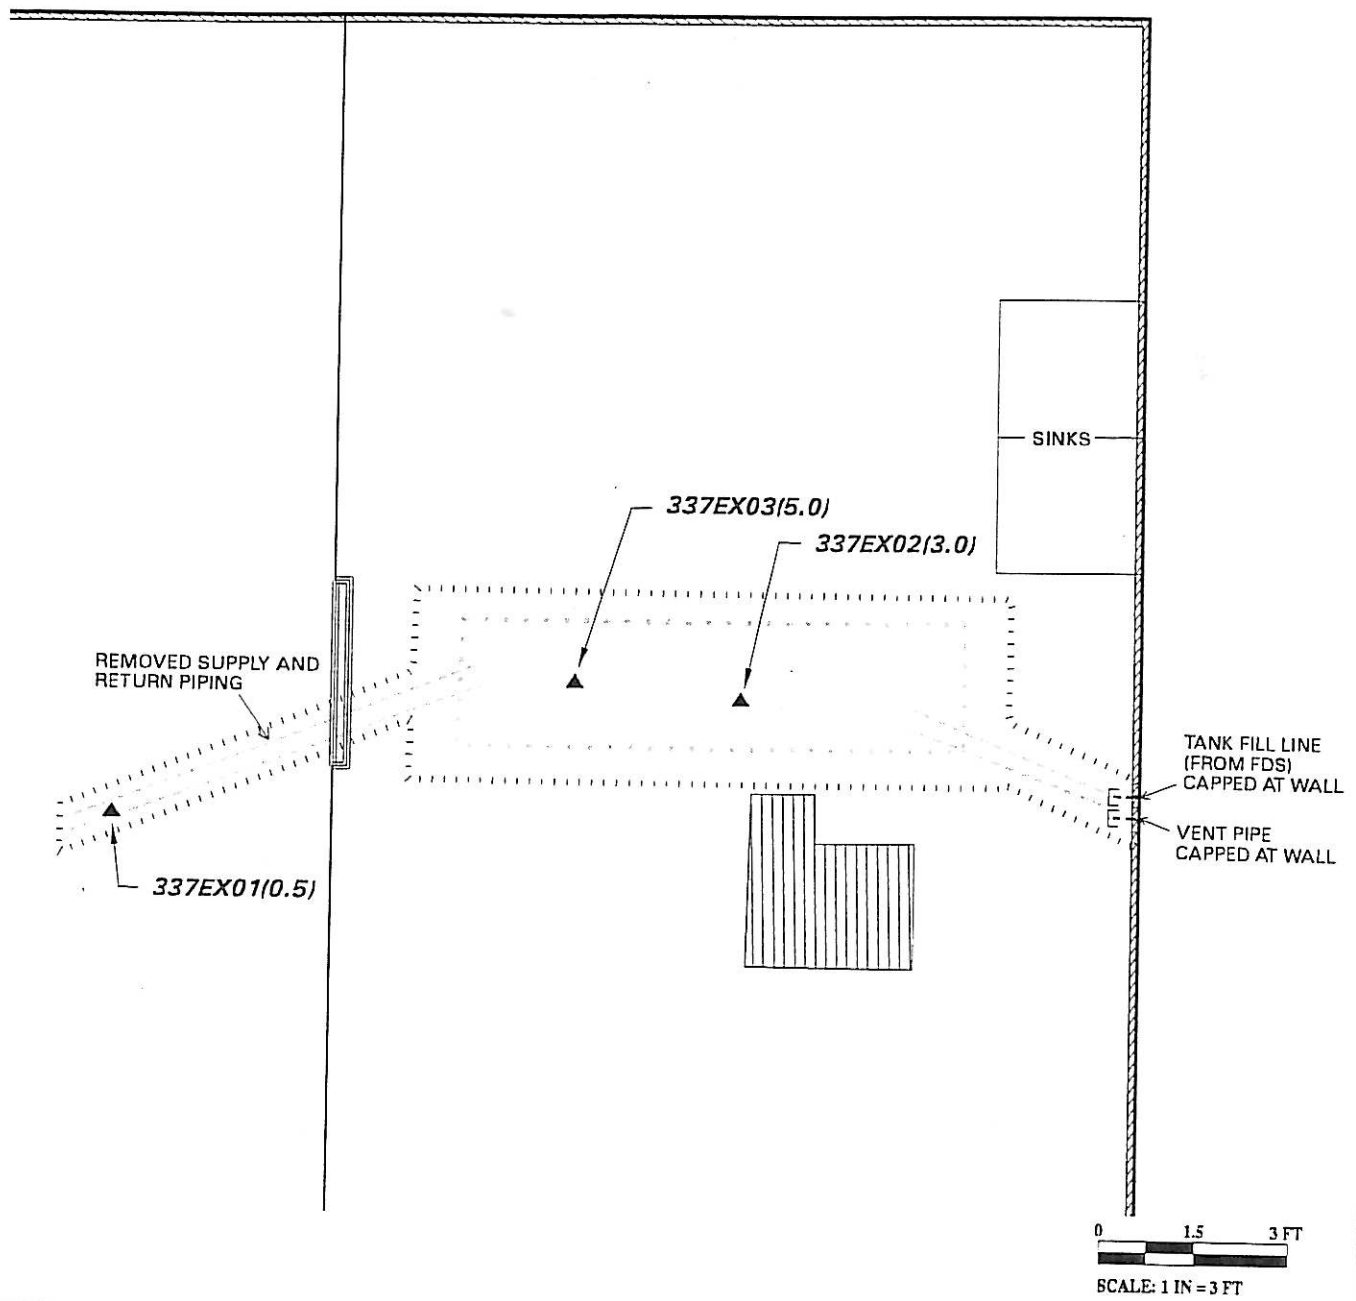 SINKS
337EX03(5.0)
337EX02(3.0)
REMOVED SUPPLY AND
RETURN PIPING
TANK FILL LINE
(FROM FDS)
CAPPED AT WALL
VENT PIPE
CAPPED AT WALL
337EX01(0.5)
0 1.5 3 FT
SCALE: 1 IN = 3 FT